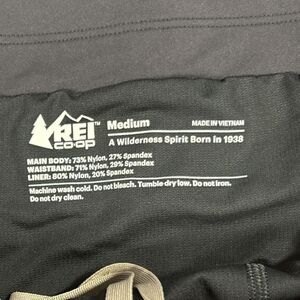 REI™
CO·OP
Medium
MADE IN VIETNAM
A Wilderness Spirit Born in 1938
MAIN BODY: 73% Nylon, 27% Spandex
WAISTBAND: 71% Nylon, 29% Spandex
LINER: 80% Nylon, 20% Spandex
Machine wash cold. Do not bleach. Tumble dry low. Do not iron.
Do not dry clean.